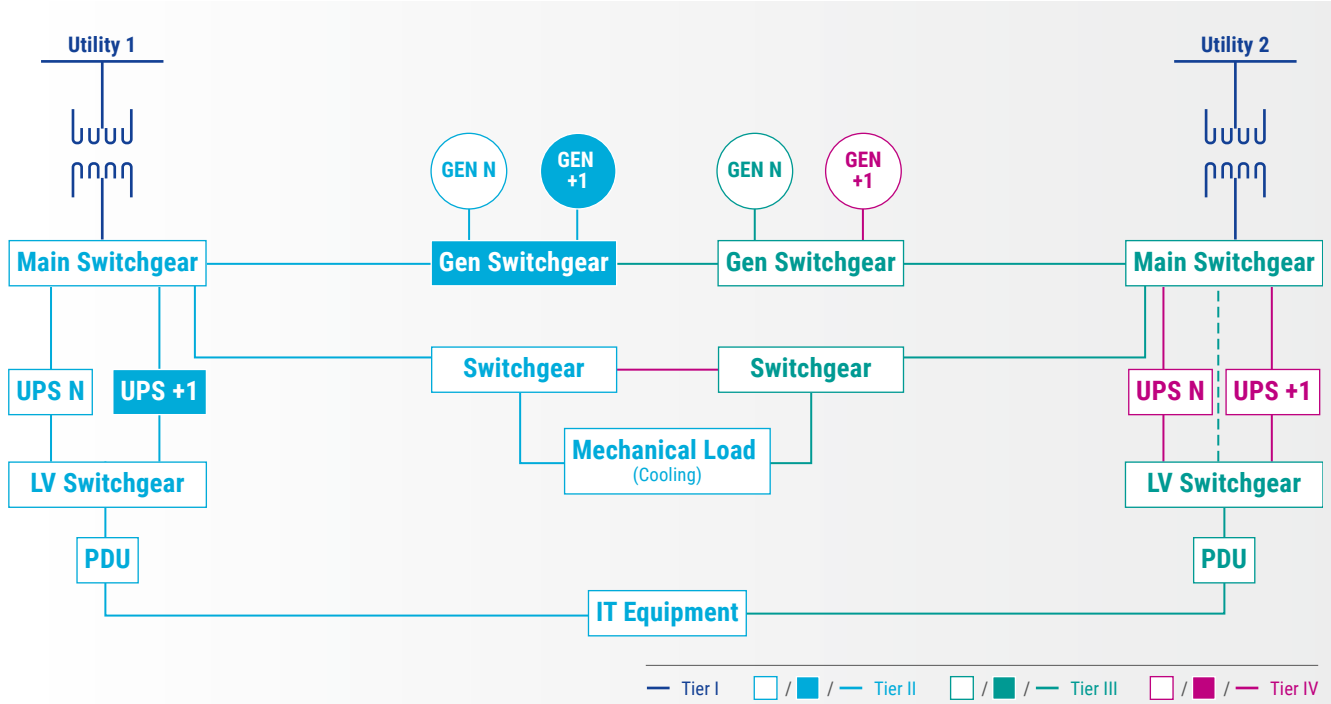 Utility 1
Utility 2
GEN N
GEN
+1
GEN N
GEN
+1
Main Switchgear
Gen Switchgear
Gen Switchgear
Main Switchgear
Switchgear
Switchgear
UPS N
UPS +1
UPS N
UPS +1
Mechanical Load
(Cooling)
LV Switchgear
LV Switchgear
PDU
PDU
IT Equipment
Tier I
/ / Tier II
/ / Tier III
/ / Tier IV